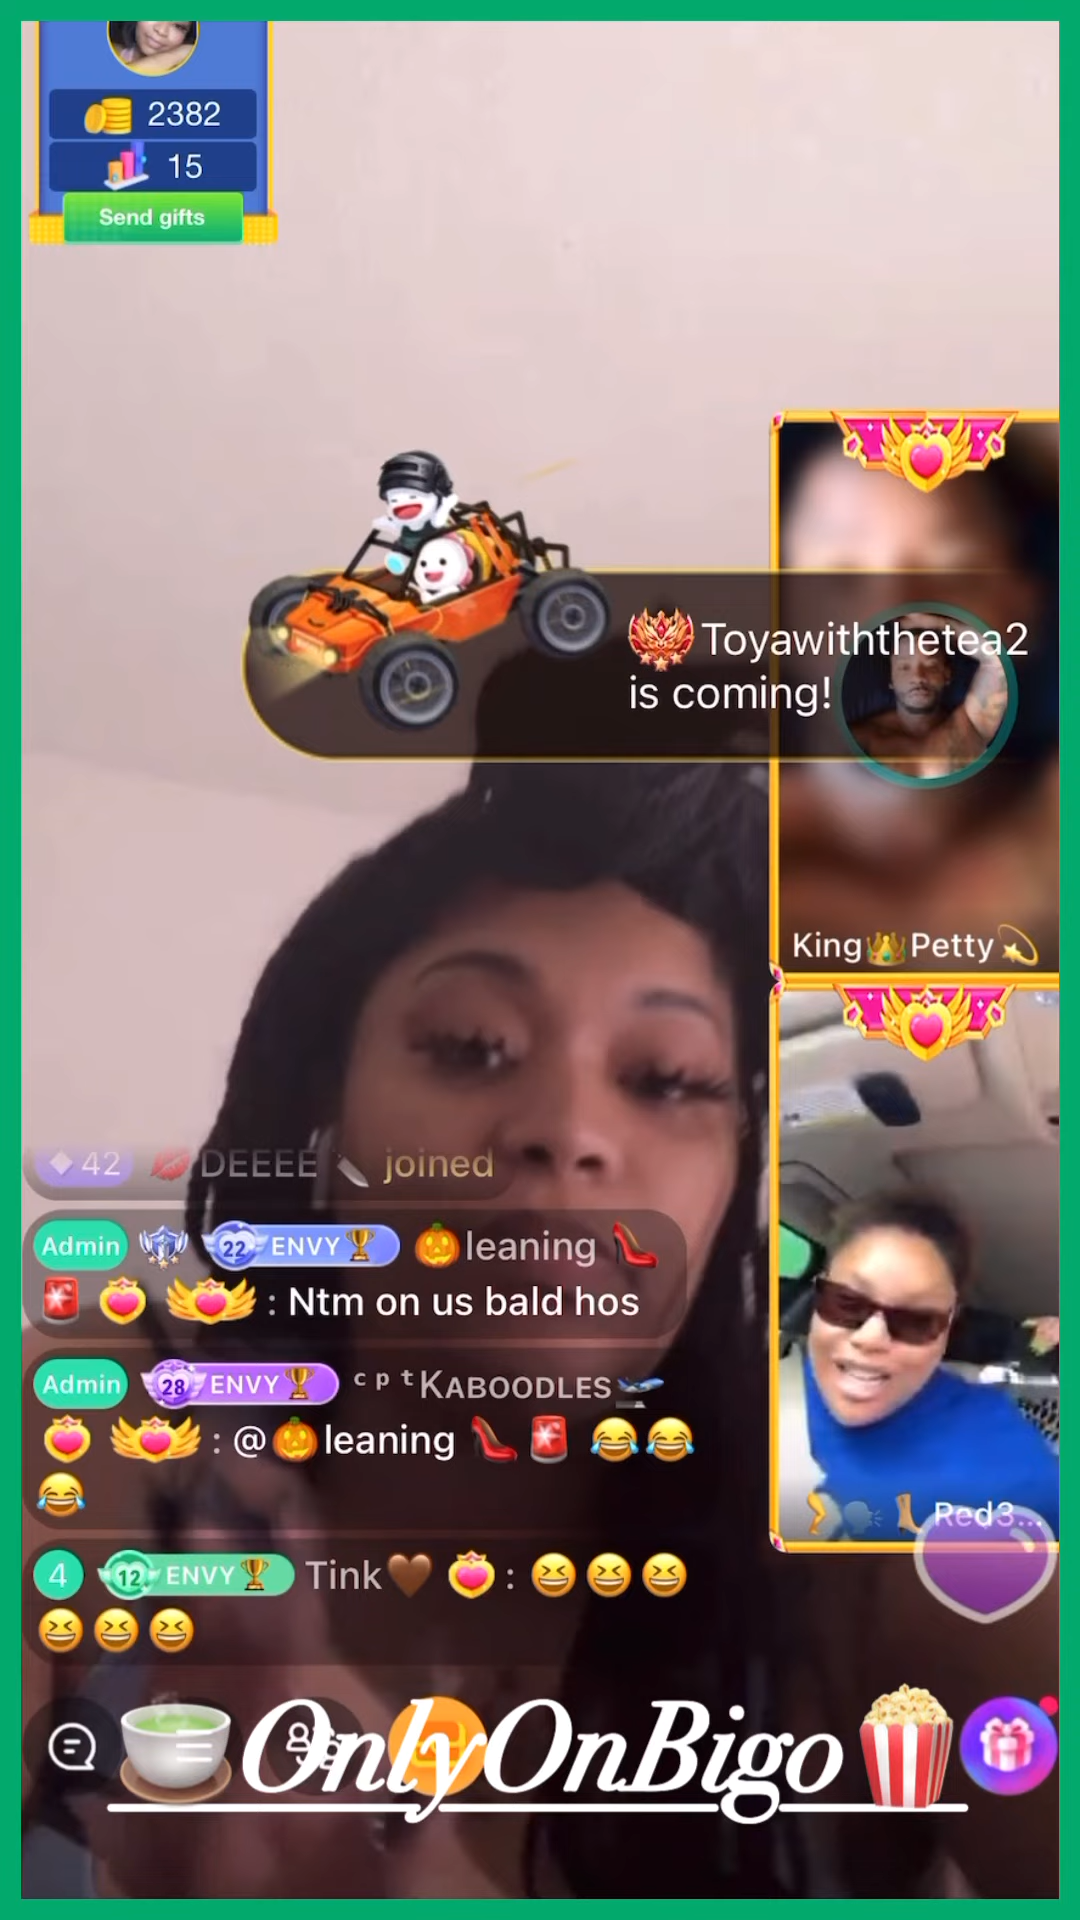 2382
15
Send gifts
Toyawiththetea2
is coming!
King👑Petty💫
42 💋DEEEE🔪 joined
Admin 22 ENVY🏆 🎃leaning 👠
🚨 : Ntm on us bald hos
Admin 28 ENVY🏆 ᶜᵖᵗKABOODLES🛫
: @🎃leaning 👠🚨 😂😂
😂
Red3...
4 12 ENVY🏆 Tink🤎 : 😆😆😆
😆😆😆
🍵OnlyOnBigo🍿